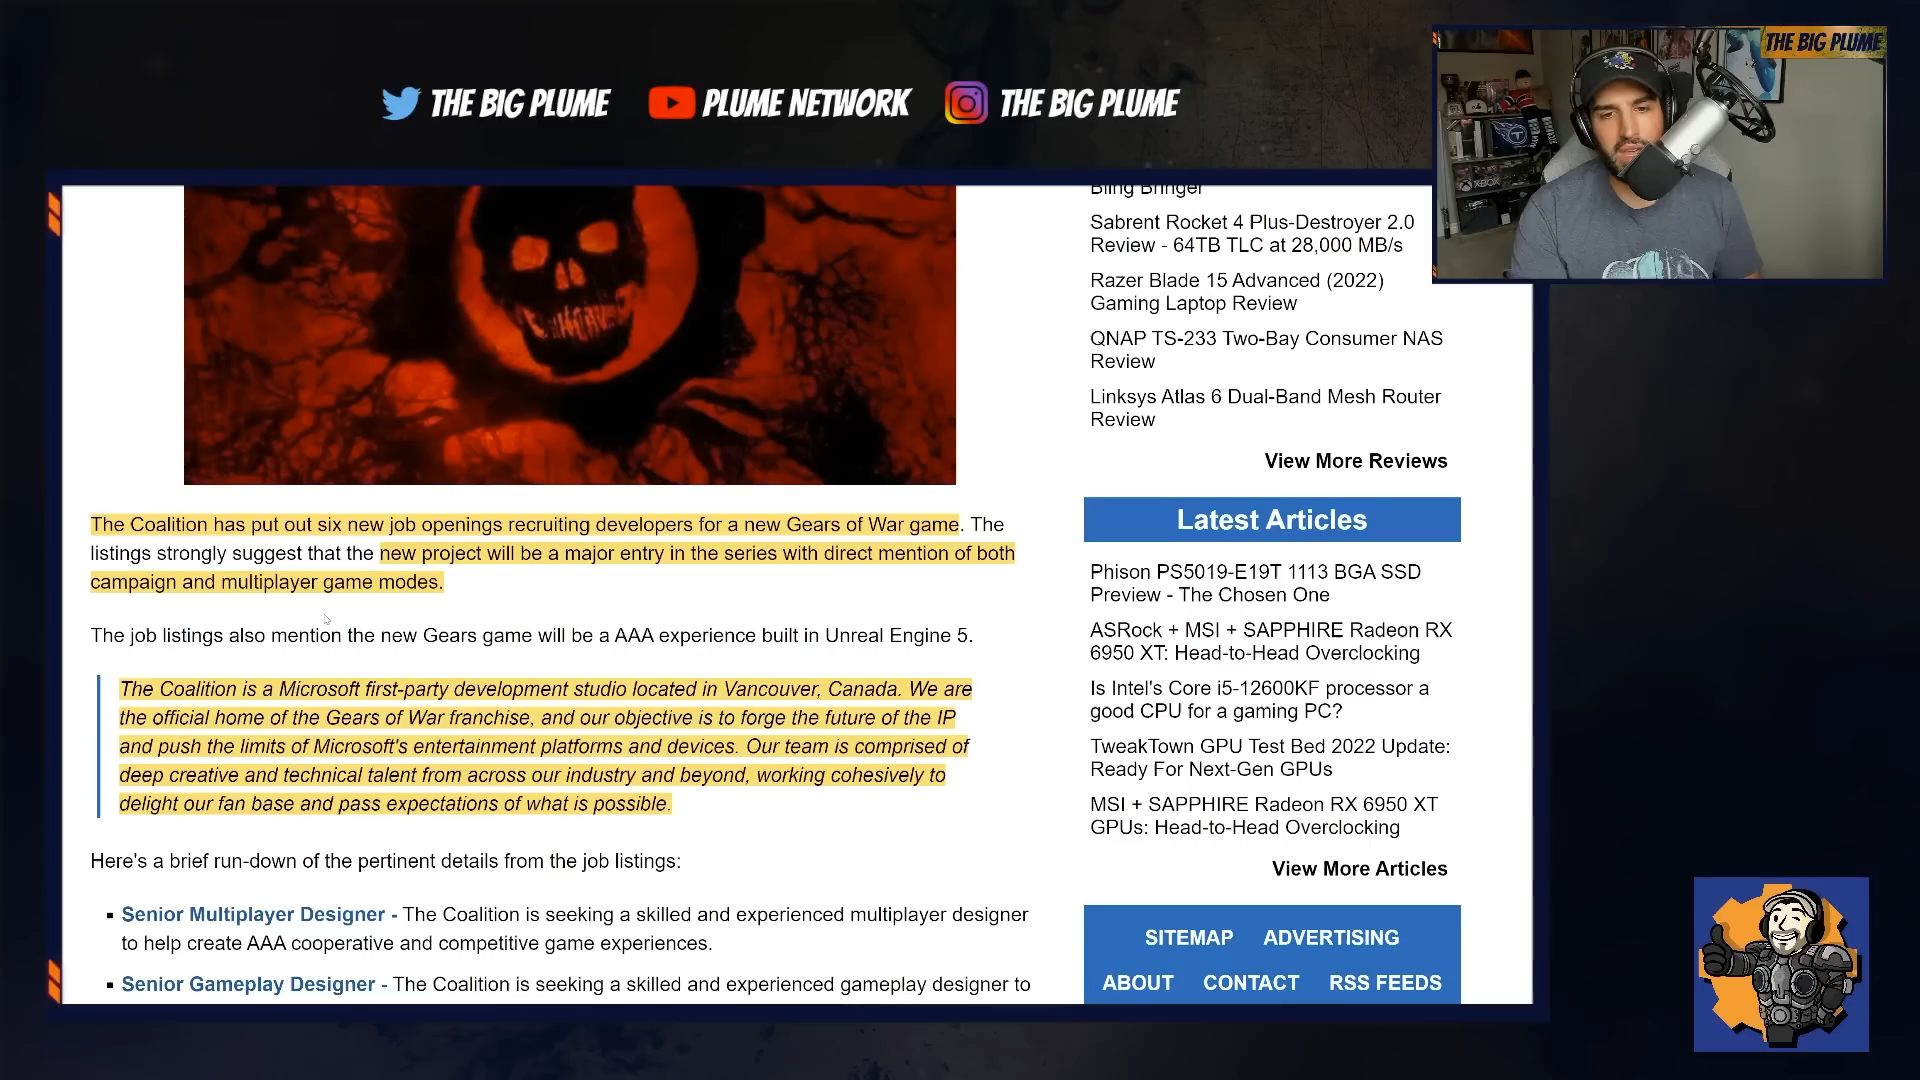 THE BIG PLUME
PLUME NETWORK
THE BIG PLUME
THE BIG PLUME
XBOX
The Coalition has put out six new job openings recruiting developers for a new Gears of War game. The
listings strongly suggest that the new project will be a major entry in the series with direct mention of both
campaign and multiplayer game modes.
The job listings also mention the new Gears game will be a AAA experience built in Unreal Engine 5.
The Coalition is a Microsoft first-party development studio located in Vancouver, Canada. We are
the official home of the Gears of War franchise, and our objective is to forge the future of the IP
and push the limits of Microsoft's entertainment platforms and devices. Our team is comprised of
deep creative and technical talent from across our industry and beyond, working cohesively to
delight our fan base and pass expectations of what is possible.
Here's a brief run-down of the pertinent details from the job listings:
▪ Senior Multiplayer Designer - The Coalition is seeking a skilled and experienced multiplayer designer
to help create AAA cooperative and competitive game experiences.
▪ Senior Gameplay Designer - The Coalition is seeking a skilled and experienced gameplay designer to
Bling Bringer
Sabrent Rocket 4 Plus-Destroyer 2.0
Review - 64TB TLC at 28,000 MB/s
Razer Blade 15 Advanced (2022)
Gaming Laptop Review
QNAP TS-233 Two-Bay Consumer NAS
Review
Linksys Atlas 6 Dual-Band Mesh Router
Review
View More Reviews
Latest Articles
Phison PS5019-E19T 1113 BGA SSD
Preview - The Chosen One
ASRock + MSI + SAPPHIRE Radeon RX
6950 XT: Head-to-Head Overclocking
Is Intel's Core i5-12600KF processor a
good CPU for a gaming PC?
TweakTown GPU Test Bed 2022 Update:
Ready For Next-Gen GPUs
MSI + SAPPHIRE Radeon RX 6950 XT
GPUs: Head-to-Head Overclocking
View More Articles
SITEMAP ADVERTISING
ABOUT CONTACT RSS FEEDS